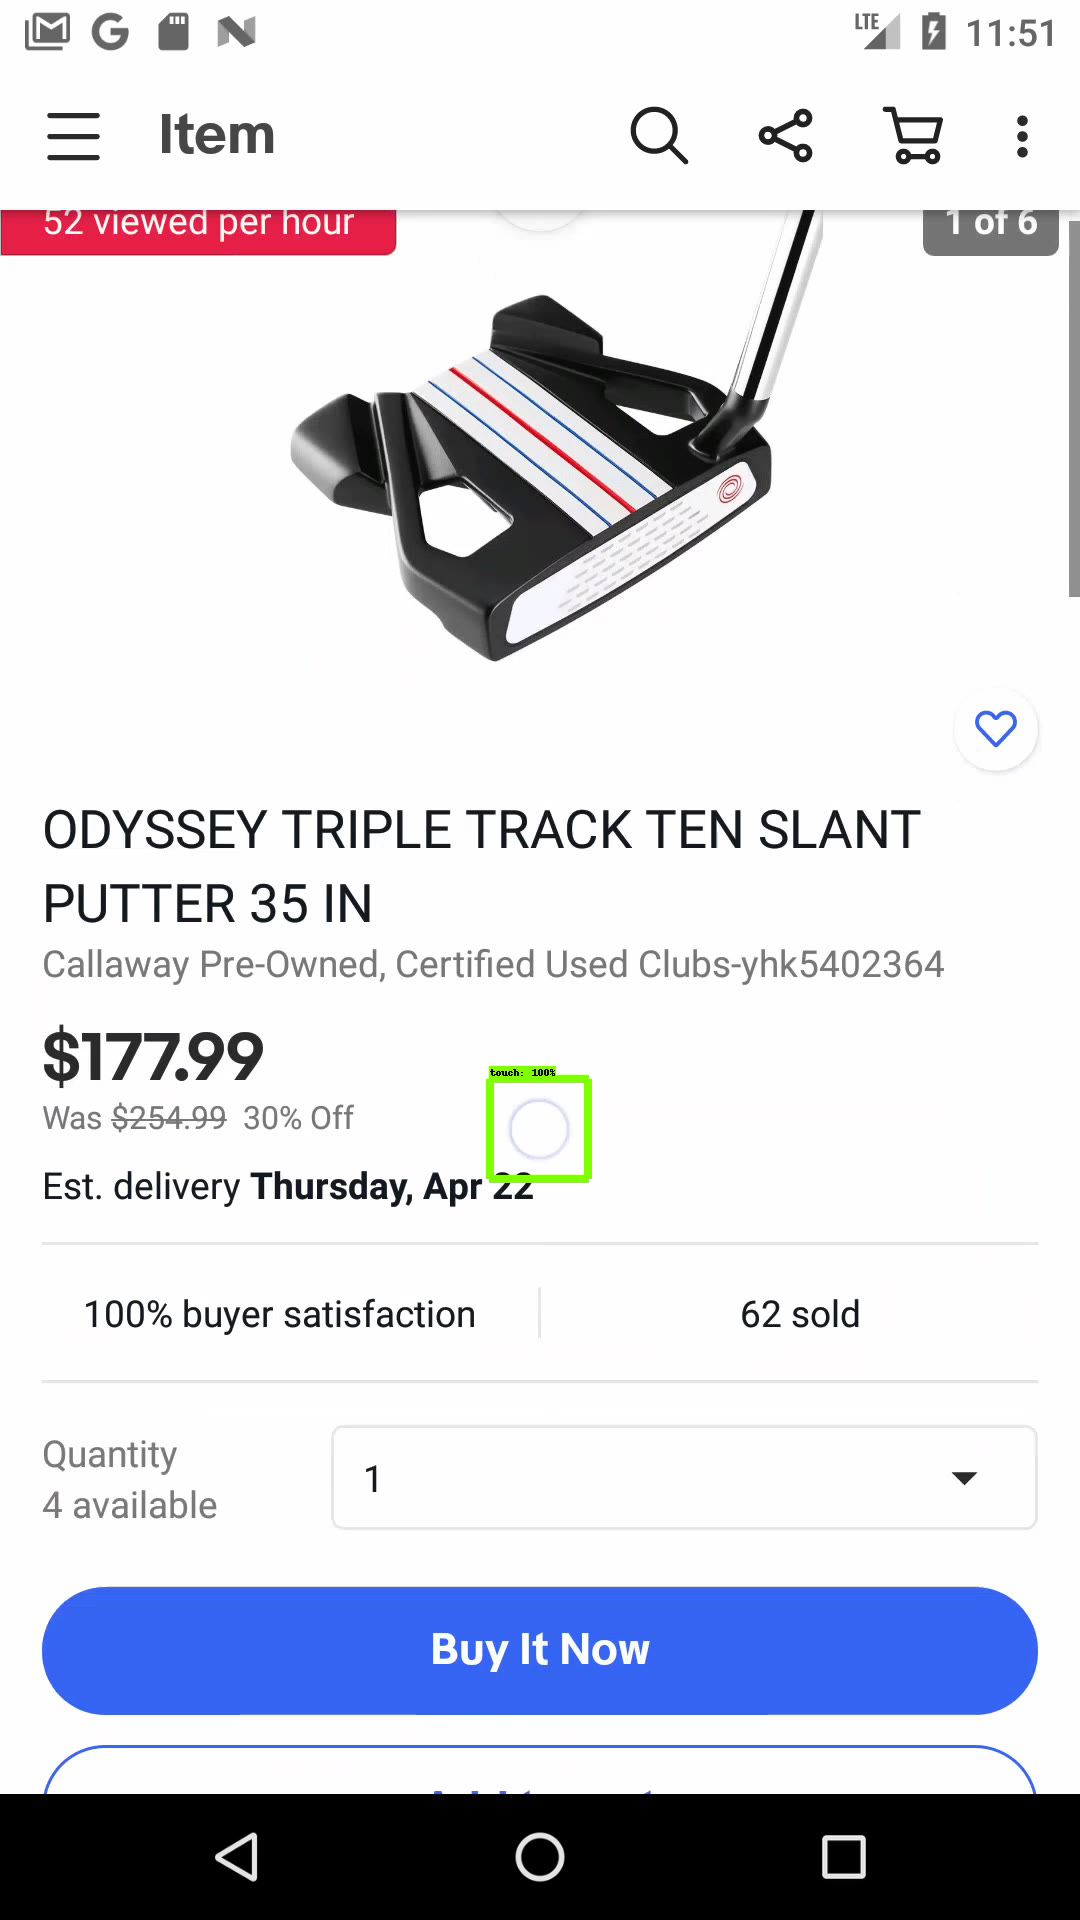 LTE 11:51
Item
52 viewed per hour
1 of 6
ODYSSEY TRIPLE TRACK TEN SLANT
PUTTER 35 IN
Callaway Pre-Owned, Certified Used Clubs-yhk5402364
$177.99
touch: 100%
Was $254.99 30% Off
Est. delivery Thursday, Apr 22
100% buyer satisfaction
62 sold
Quantity
4 available
1
Buy It Now